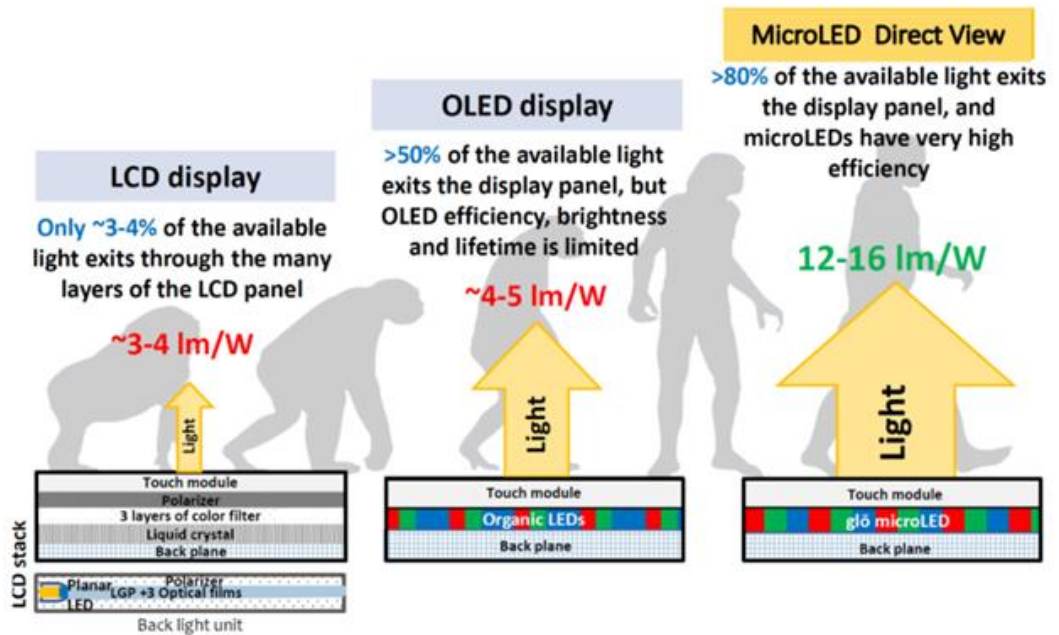 MicroLED Direct View
>80% of the available light exits
the display panel, and
microLEDs have very high
efficiency
12-16 lm/W
Light
Touch module
glō microLED
Back plane
OLED display
>50% of the available light
exits the display panel, but
OLED efficiency, brightness
and lifetime is limited
~4-5 lm/W
Light
Touch module
Organic LEDs
Back plane
LCD display
Only ~3-4% of the available
light exits through the many
layers of the LCD panel
~3-4 lm/W
Light
LCD stack
Touch module
Polarizer
3 layers of color filter
Liquid crystal
Back plane
Polarizer
Planar
LED
LGP +3 Optical films
Back light unit